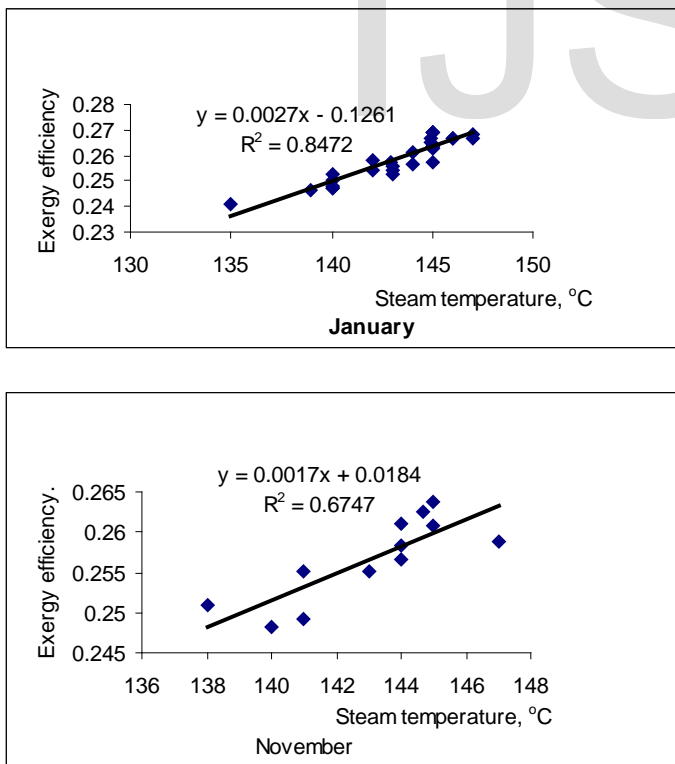 IJS
Exergy efficiency
0.28
0.27
0.26
0.25
0.24
0.23
y = 0.0027x - 0.1261
R² = 0.8472
130 135 140 145 150
Steam temperature, °C
January
Exergy efficiency.
0.265
0.26
0.255
0.25
0.245
y = 0.0017x + 0.0184
R² = 0.6747
136 138 140 142 144 146 148
Steam temperature, °C
November